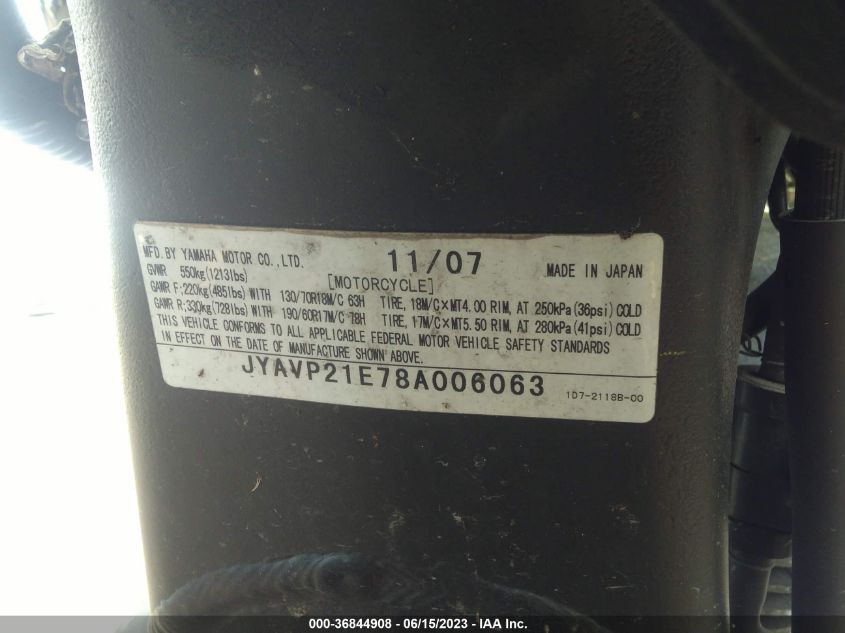 MFD. BY YAMAHA MOTOR CO., LTD. 11/07 MADE IN JAPAN
GVWR 550kg(1213lbs) [MOTORCYCLE]
GAWR F: 220kg(485lbs) WITH 130/70R18M/C 63H TIRE, 18M/C×MT4.00 RIM, AT 250kPa(36psi) COLD
GAWR R: 330kg(728lbs) WITH 190/60R17M/C 78H TIRE, 17M/C×MT5.50 RIM, AT 280kPa(41psi) COLD
THIS VEHICLE CONFORMS TO ALL APPLICABLE FEDERAL MOTOR VEHICLE SAFETY STANDARDS
IN EFFECT ON THE DATE OF MANUFACTURE SHOWN ABOVE.
JYAVP21E78A006063 1D7-2118B-00
000-36844908 - 06/15/2023 - IAA Inc.